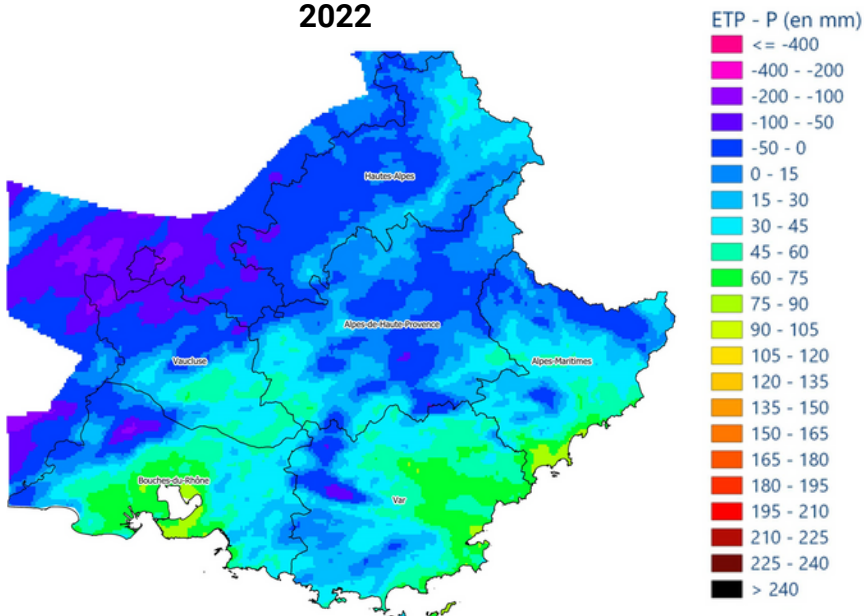 2022
ETP - P (en mm)
<= -400
-400 - -200
-200 - -100
-100 - -50
-50 - 0
0 - 15
15 - 30
30 - 45
45 - 60
60 - 75
75 - 90
90 - 105
105 - 120
120 - 135
135 - 150
150 - 165
165 - 180
180 - 195
195 - 210
210 - 225
225 - 240
> 240
Hautes-Alpes
Alpes-de-Haute-Provence
Vaucluse
Alpes-Maritimes
Bouches-du-Rhône
Var